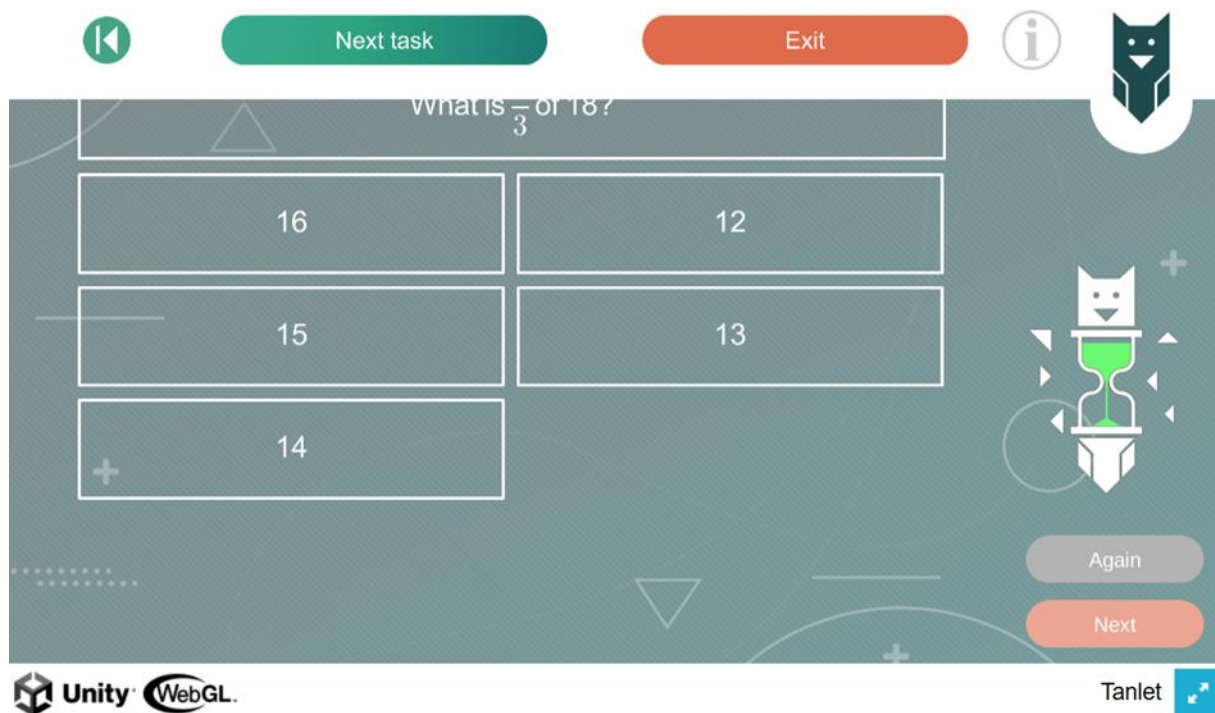 Next task
Exit
i
What is
3
of 18?
16
12
15
13
14
Again
Next
Unity
WebGL.
Tanlet